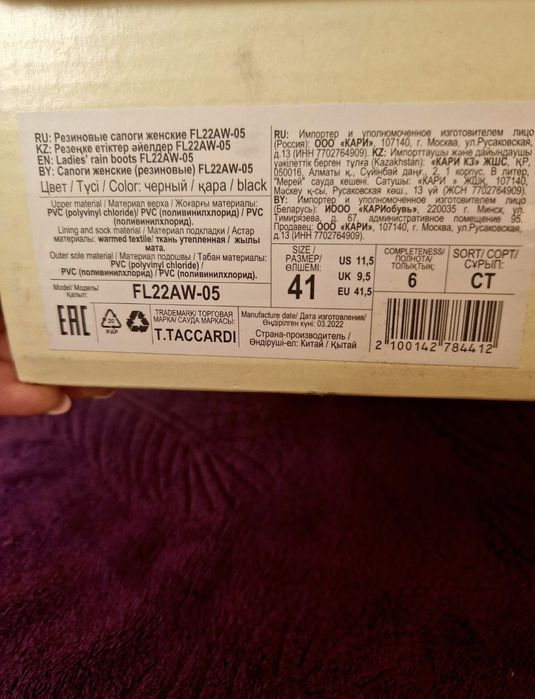 RU: Резиновые сапоги женские FL22AW-05
KZ: Резеңке етіктер әйелдер FL22AW-05
EN: Ladies' rain boots FL22AW-05
BY: Сапоги женские (резиновые) FL22AW-05
Цвет / Түсі / Color: черный / қара / black
Upper material / Материал верха / Жоғарғы материалы:
PVC (polyvinyl chloride) PVC (поливинилхлорид) / PVC
(поливинилхлорид).
Lining and sock material / Материал подкладки / Астар
материалы: warmed textile/ ткань утепленная / жылы
мата.
Outer sole material / Материал подошвы / Табан материалы:
PVC (polyvinyl chloride) /
PVC (поливинилхлорид) / PVC (поливинилхлорид).
Model/ Модель/
Қалып:
FL22AW-05
EAC
20
PAP
TRADEMARK/ ТОРГОВАЯ
МАРКА/ САУДА МАРКАСЫ:
T.TACCARDI
RU: Импортер и уполномоченное изготовителем лицо
(Россия): ООО «КАРИ», 107140, г. Москва, ул.Русаковская,
д.13 (ИНН 7702764909). KZ: Импорттаушы және дайындаушы
уәкілеттік берген тұлға (Kazakhstan): «КАРИ КЗ» ЖШС, ҚР,
050016, Алматы қ., Сүйінбай даңғ., 2, 1 корпус, В литер,
"Мерей" сауда кешені. Сатушы: «КАРИ » ЖШҚ, 107140,
Мәскеу қ-сы, Русаковская көш., 13 үй (ЖСН 7702764909).
BY: Импортер и уполномоченное изготовителем лицо
(Беларусь): ИООО «КАРИобувь», 220035 г. Минск, ул.
Тимирязева, д. 67, административное помещение 95.
Продавец: ООО «КАРИ», 107140, г. Москва, ул.Русаковская,
д.13 (ИНН 7702764909).
SIZE /
РАЗМЕР/
ӨЛШЕМІ:
41
US 11,5
UK 9,5
EU 41,5
COMPLETENESS/
ПОЛНОТА/
ТОЛЫҚТЫҚ:
6
SORT/ СОРТ/
СҰРЫП:
СТ
Manufacture date/ Дата изготовления/
Өндірілген күні: 03.2022
Страна-производитель /
Өндіруші-ел: Китай / Қытай
2 100142 784412